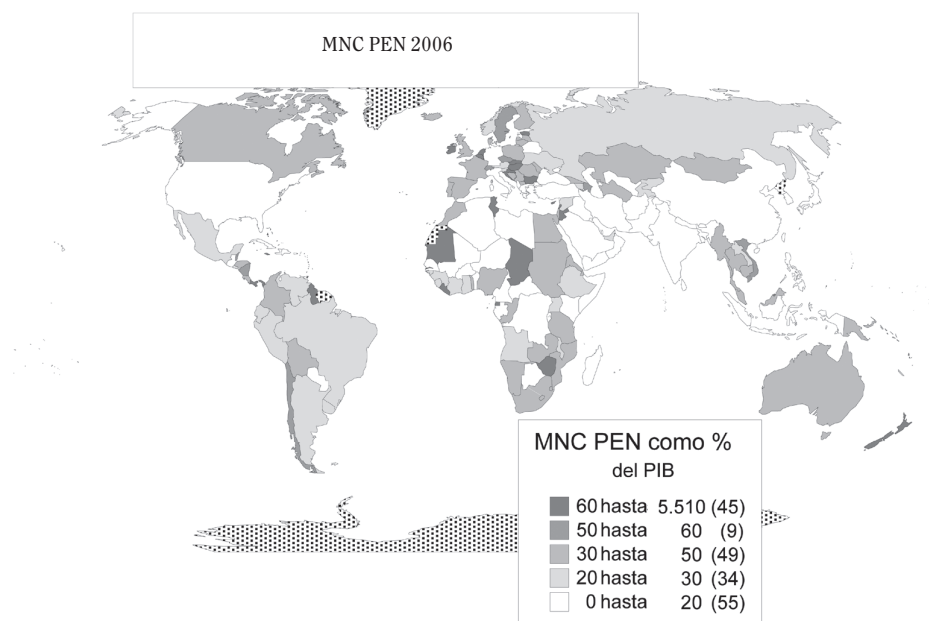 MNC PEN 2006
MNC PEN como %
del PIB
60 hasta 5.510 (45)
50 hasta 60 (9)
30 hasta 50 (49)
20 hasta 30 (34)
0 hasta 20 (55)